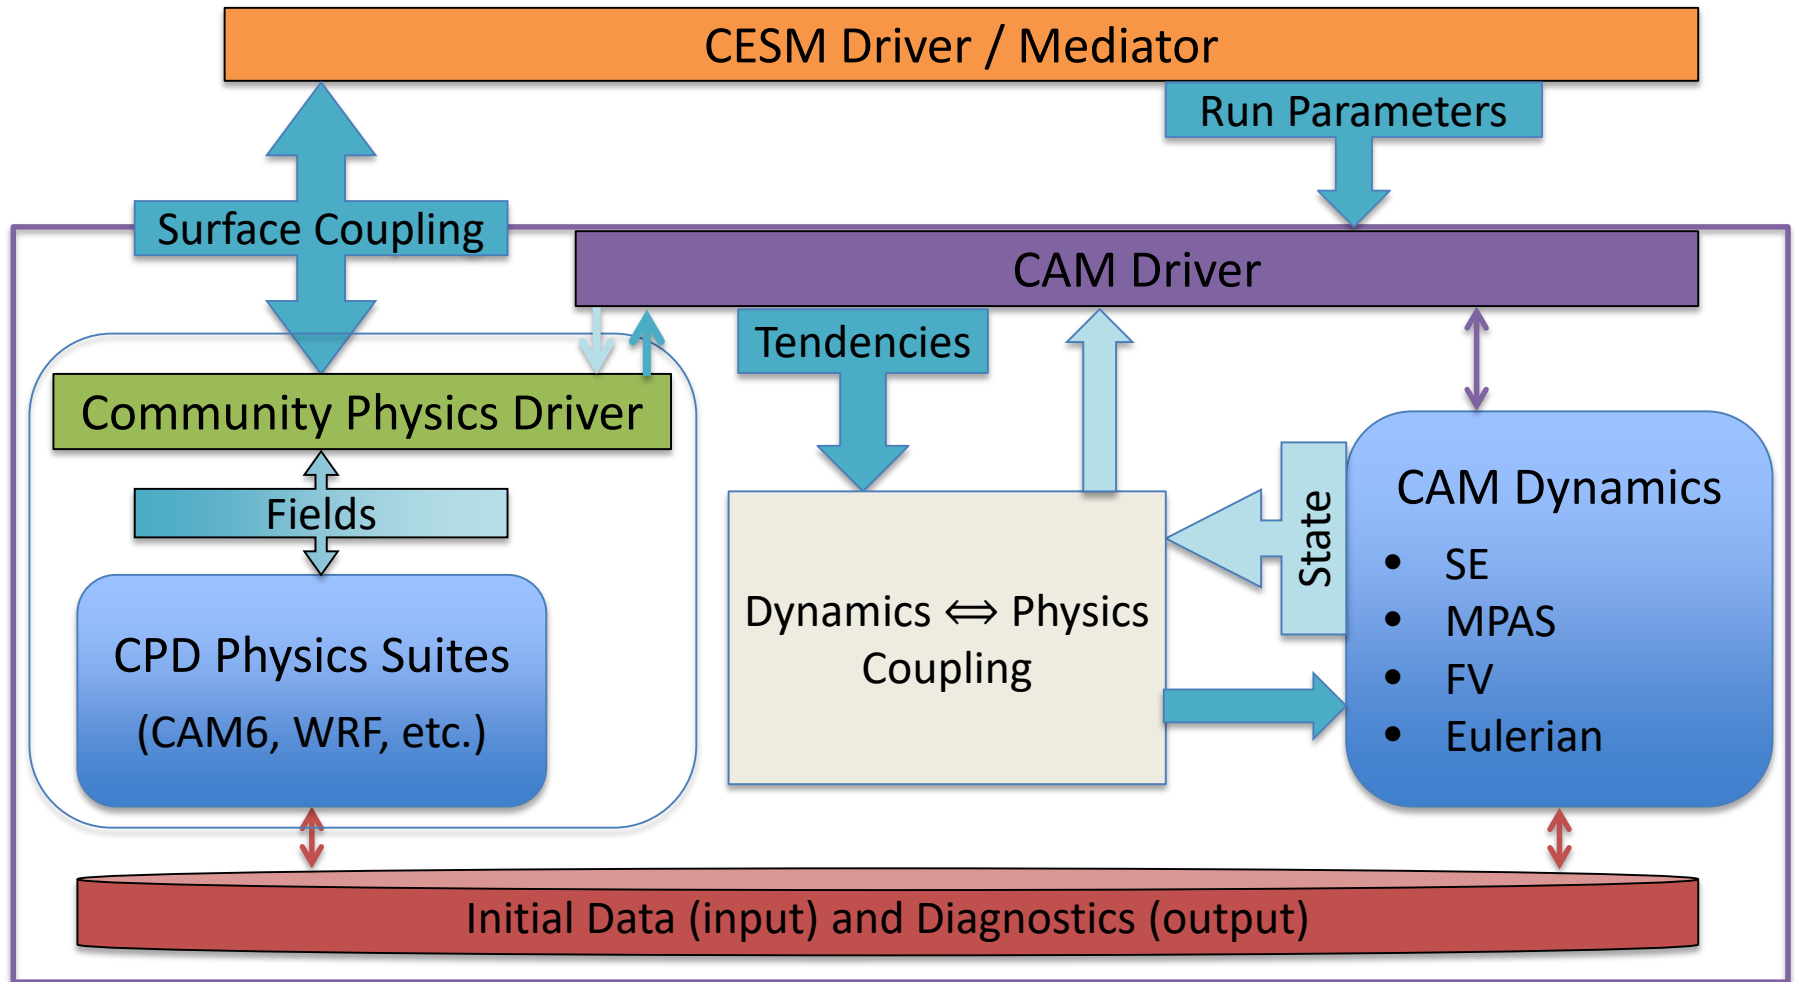 CESM Driver / Mediator
Run Parameters
Surface Coupling
CAM Driver
Tendencies
Community Physics Driver
Fields
CPD Physics Suites
(CAM6, WRF, etc.)
Dynamics ⟺ Physics
Coupling
State
CAM Dynamics
• SE
• MPAS
• FV
• Eulerian
Initial Data (input) and Diagnostics (output)